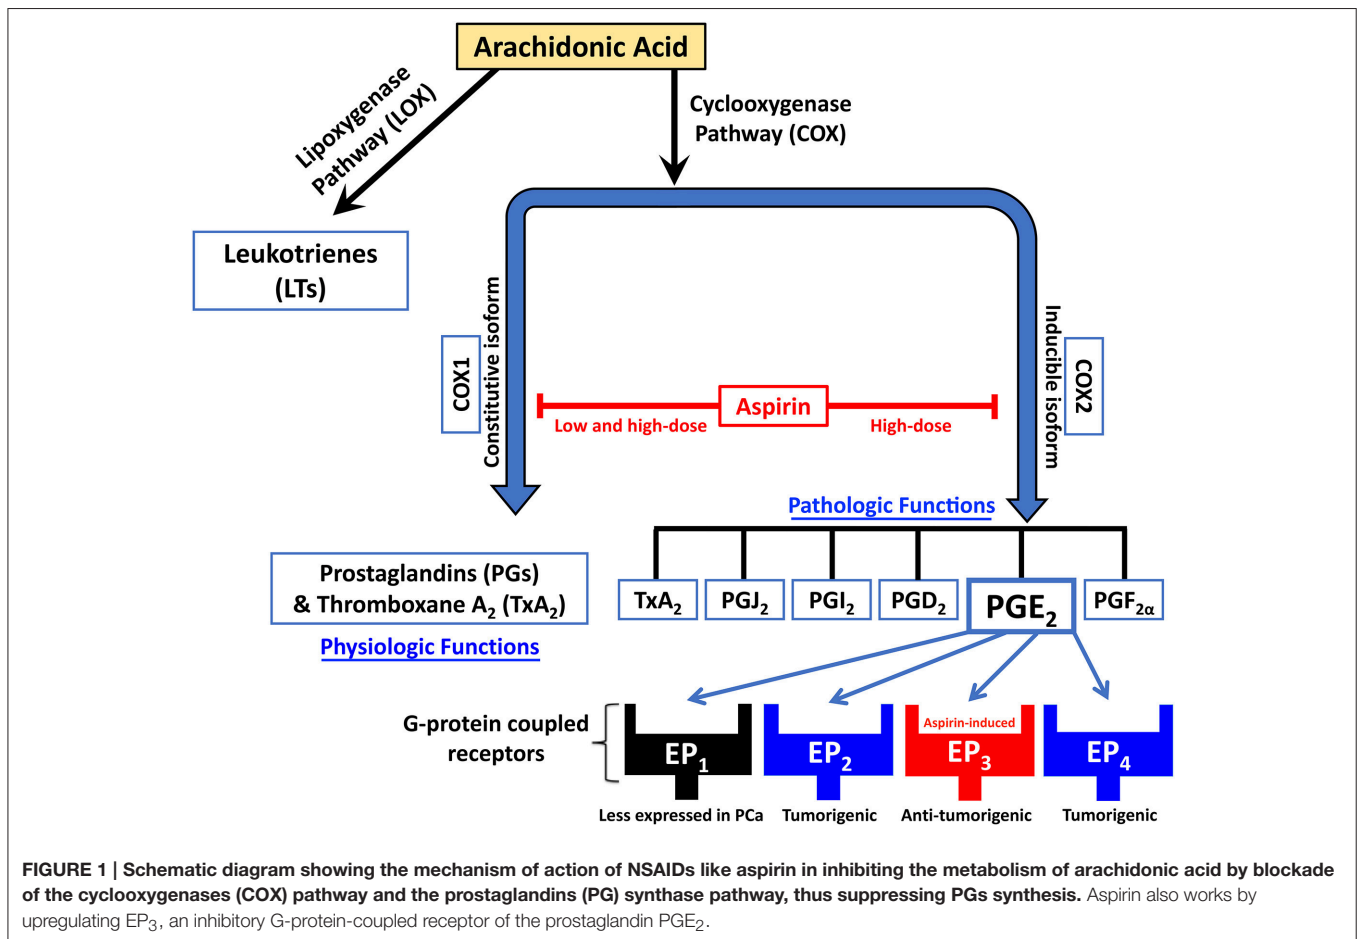 Arachidonic Acid
Lipoxygenase
Pathway (LOX)
Cyclooxygenase
Pathway (COX)
Leukotrienes
(LTs)
COX1
Constitutive isoform
Inducible isoform
COX2
Aspirin
Low and high-dose
High-dose
Pathologic Functions
Prostaglandins (PGs)
& Thromboxane A₂ (TxA₂)
Physiologic Functions
TxA₂
PGJ₂
PGI₂
PGD₂
PGE₂
PGF₂α
G-protein coupled
receptors
EP₁
EP₂
Aspirin-induced
EP₃
EP₄
Less expressed in PCa
Tumorigenic
Anti-tumorigenic
Tumorigenic
FIGURE 1 | Schematic diagram showing the mechanism of action of NSAIDs like aspirin in inhibiting the metabolism of arachidonic acid by blockade
of the cyclooxygenases (COX) pathway and the prostaglandins (PG) synthase pathway, thus suppressing PGs synthesis. Aspirin also works by
upregulating EP₃, an inhibitory G-protein-coupled receptor of the prostaglandin PGE₂.